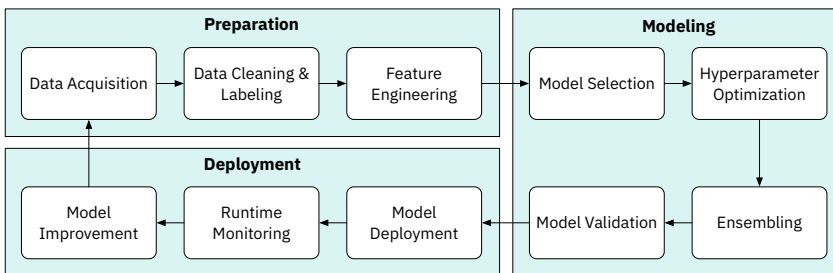 Preparation
Data Acquisition
Data Cleaning &
Labeling
Feature
Engineering
Modeling
Model Selection
Hyperparameter
Optimization
Ensembling
Model Validation
Deployment
Model
Deployment
Runtime
Monitoring
Model
Improvement